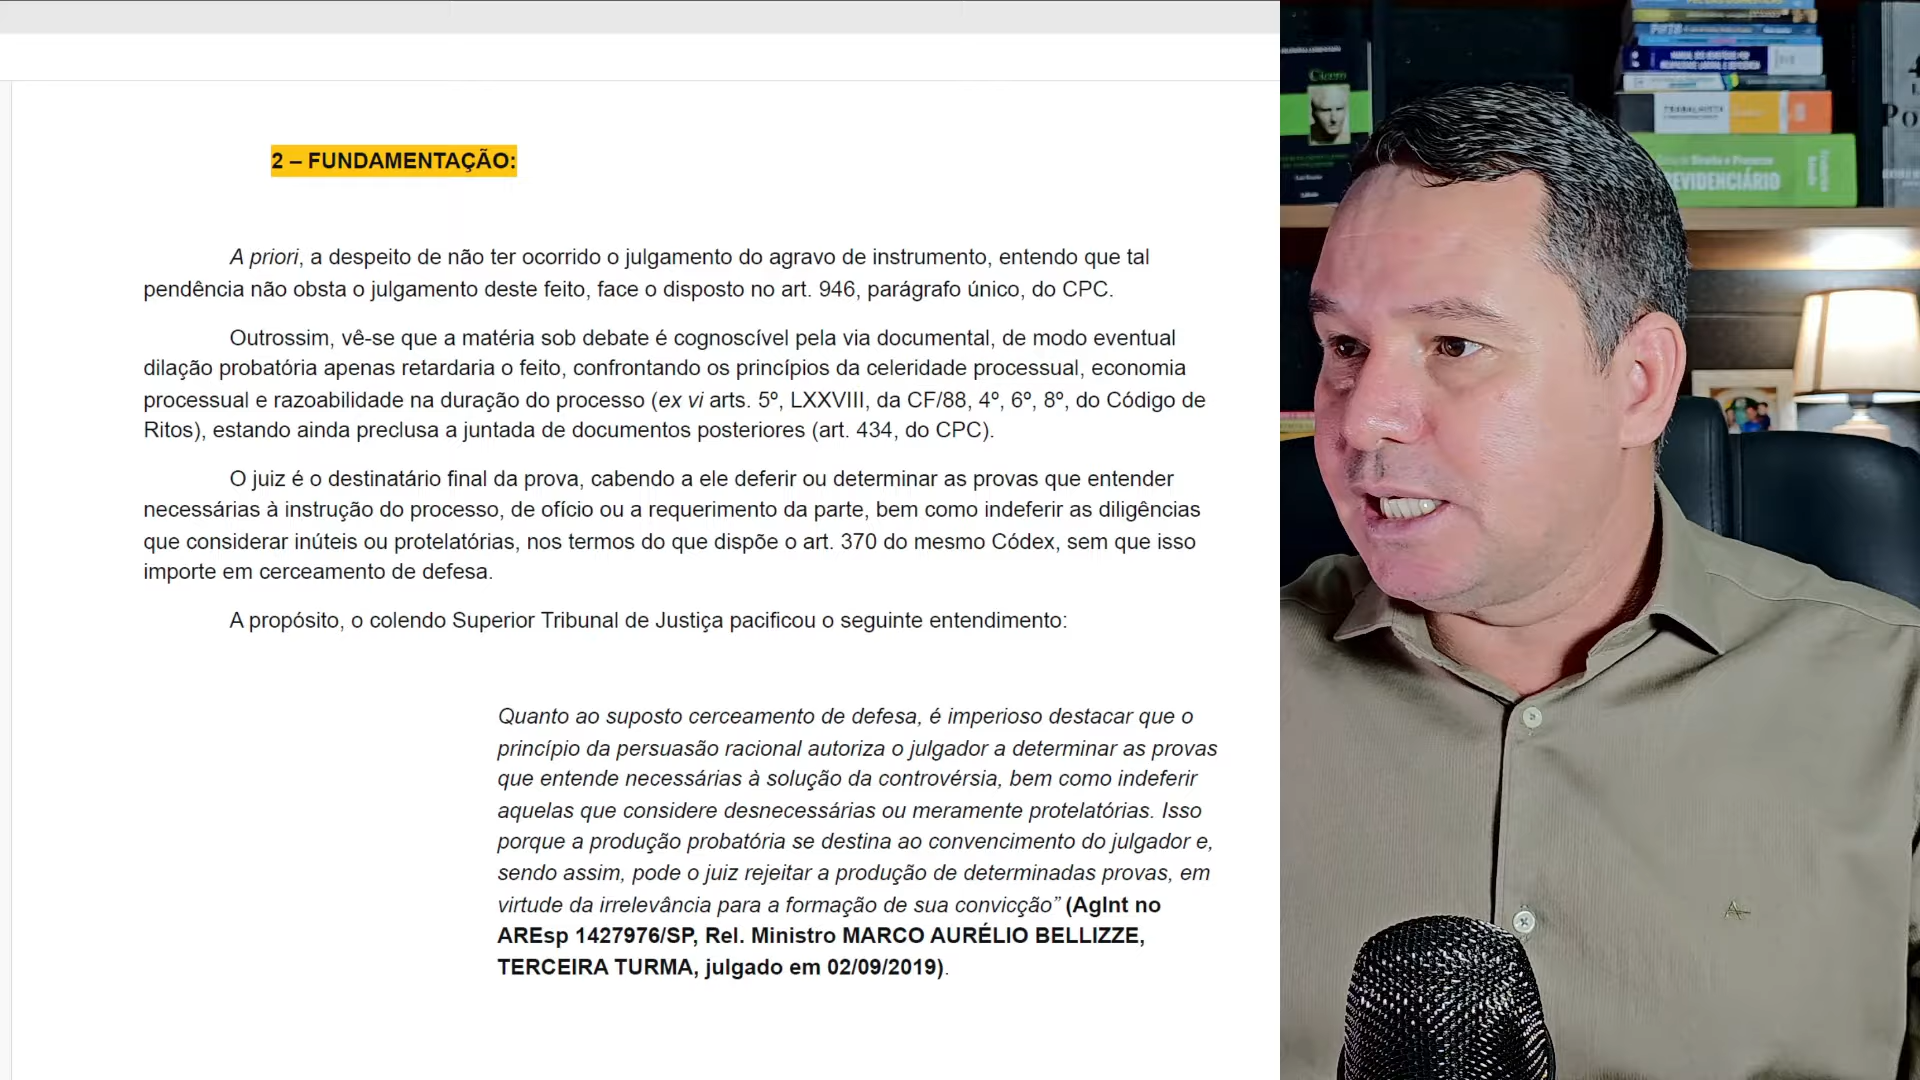 2 – FUNDAMENTAÇÃO:
A priori, a despeito de não ter ocorrido o julgamento do agravo de instrumento, entendo que tal
pendência não obsta o julgamento deste feito, face o disposto no art. 946, parágrafo único, do CPC.
Outrossim, vê-se que a matéria sob debate é cognoscível pela via documental, de modo eventual
dilação probatória apenas retardaria o feito, confrontando os princípios da celeridade processual, economia
processual e razoabilidade na duração do processo (ex vi arts. 5º, LXXVIII, da CF/88, 4º, 6º, 8º, do Código de
Ritos), estando ainda preclusa a juntada de documentos posteriores (art. 434, do CPC).
O juiz é o destinatário final da prova, cabendo a ele deferir ou determinar as provas que entender
necessárias à instrução do processo, de ofício ou a requerimento da parte, bem como indeferir as diligências
que considerar inúteis ou protelatórias, nos termos do que dispõe o art. 370 do mesmo Códex, sem que isso
importe em cerceamento de defesa.
A propósito, o colendo Superior Tribunal de Justiça pacificou o seguinte entendimento:
Quanto ao suposto cerceamento de defesa, é imperioso destacar que o
princípio da persuasão racional autoriza o julgador a determinar as provas
que entende necessárias à solução da controvérsia, bem como indeferir
aquelas que considere desnecessárias ou meramente protelatórias. Isso
porque a produção probatória se destina ao convencimento do julgador e,
sendo assim, pode o juiz rejeitar a produção de determinadas provas, em
virtude da irrelevância para a formação de sua convicção” (AgInt no
AREsp 1427976/SP, Rel. Ministro MARCO AURÉLIO BELLIZZE,
TERCEIRA TURMA, julgado em 02/09/2019).
Cícero
TRABALHISTA
de Direito e Processo
REVIDENCIÁRIO